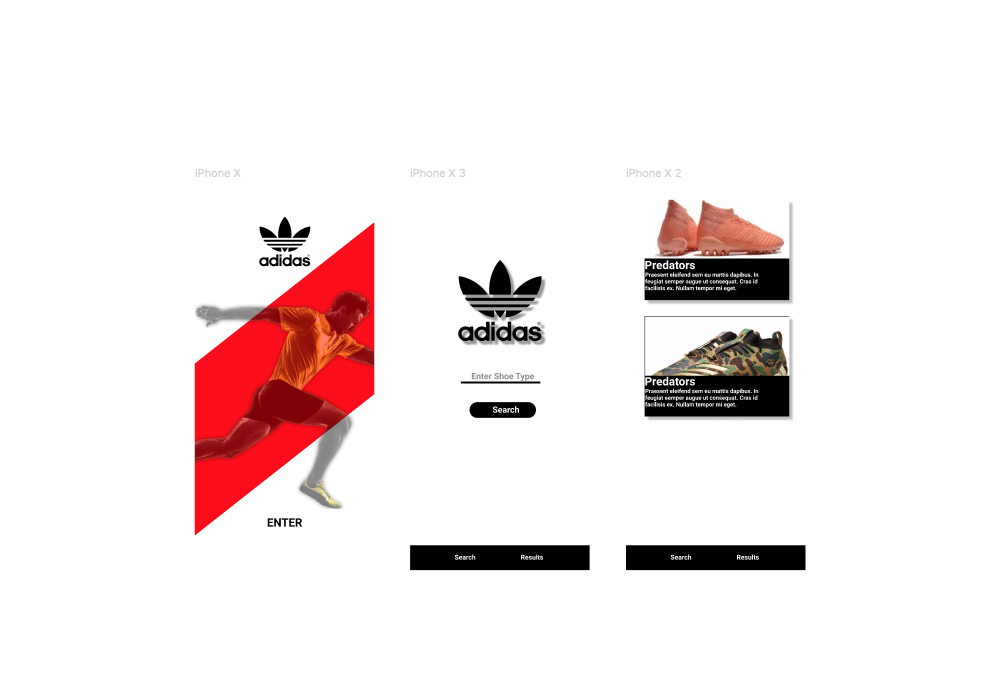 iPhone X
adidas
ENTER
iPhone X 3
adidas
Enter Shoe Type
Search
Search
Results
iPhone X 2
Predators
Praesent eleifend sem eu mattis dapibus. In
feugiat semper augue ut consequat. Cras id
facilisis ex. Nullam tempor mi eget.
Predators
Praesent eleifend sem eu mattis dapibus. In
feugiat semper augue ut consequat. Cras id
facilisis ex. Nullam tempor mi eget.
Search
Results